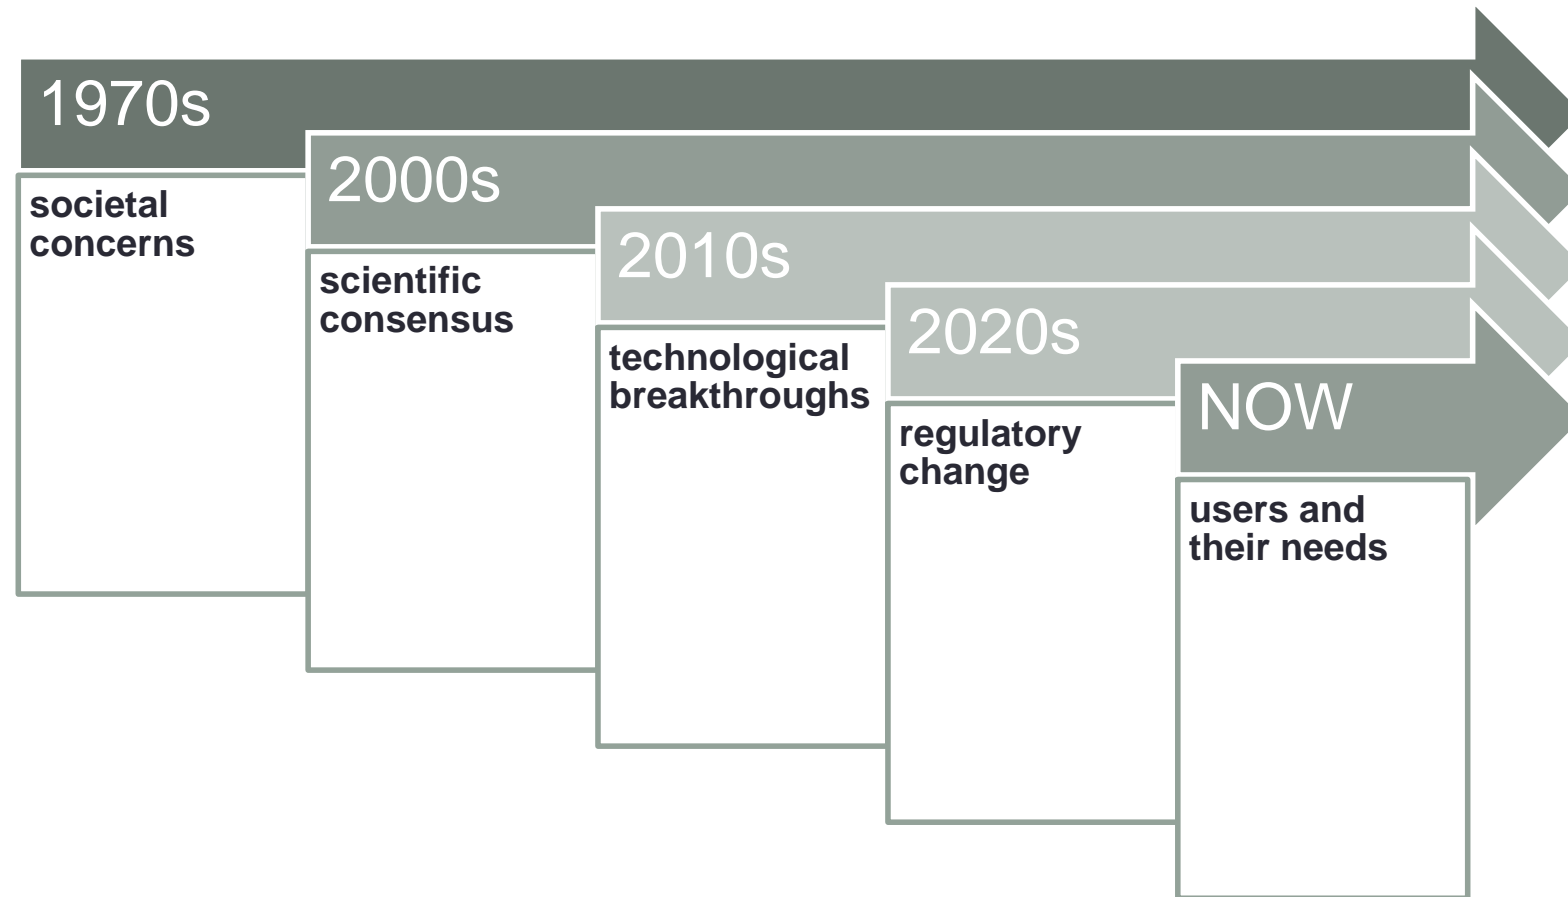 1970s
societal
concerns
2000s
scientific
consensus
2010s
technological
breakthroughs
2020s
regulatory
change
NOW
users and
their needs